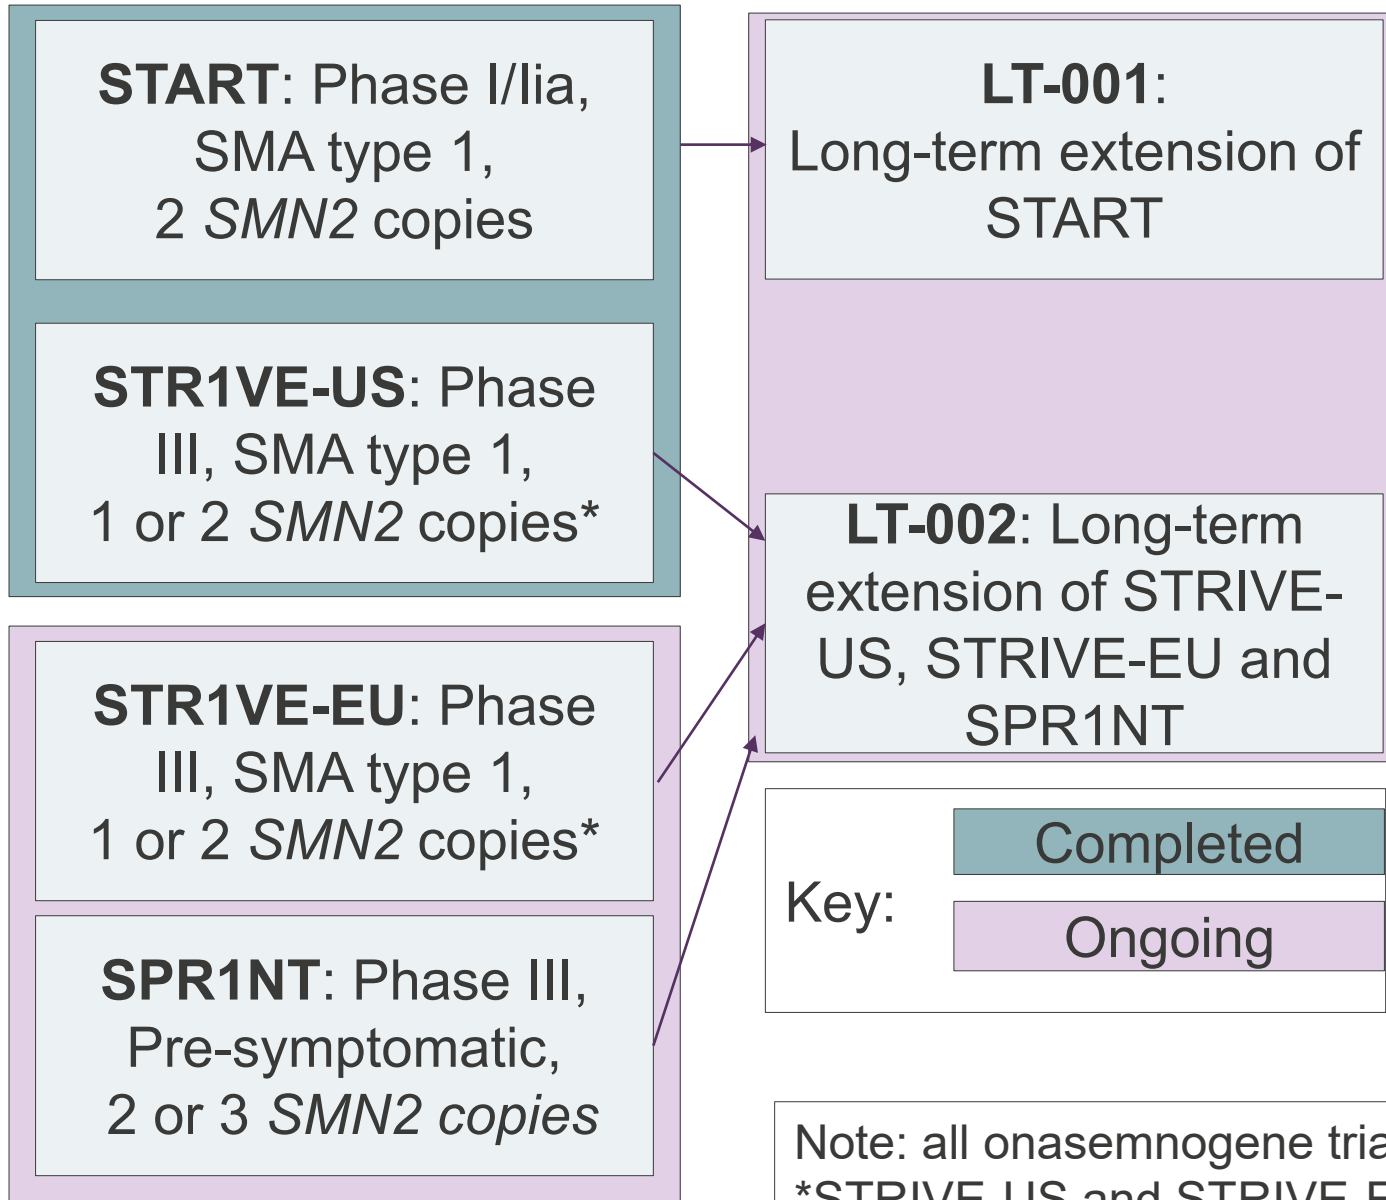 START: Phase I/Iia,
SMA type 1,
2 SMN2 copies
STR1VE-US: Phase
III, SMA type 1,
1 or 2 SMN2 copies*
STR1VE-EU: Phase
III, SMA type 1,
1 or 2 SMN2 copies*
SPR1NT: Phase III,
Pre-symptomatic,
2 or 3 SMN2 copies
LT-001:
Long-term extension of
START
LT-002: Long-term
extension of STRIVE-
US, STRIVE-EU and
SPR1NT
Key:
Completed
Ongoing
Note: all onasemnogene
*STRIVE-US and